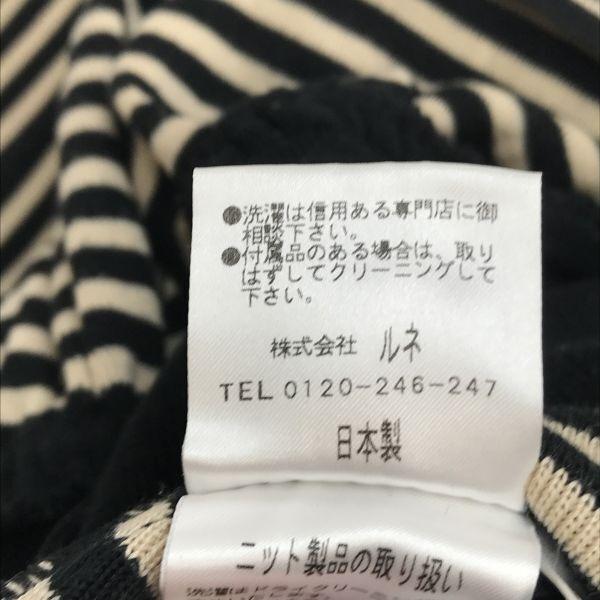 ●洗濯は信用ある専門店に御
相談下さい。
●付属品のある場合は、取り
はずしてクリーニングして
下さい。
株式会社 ルネ
TEL 0120-246-247
日本製
ニット製品の取り扱い